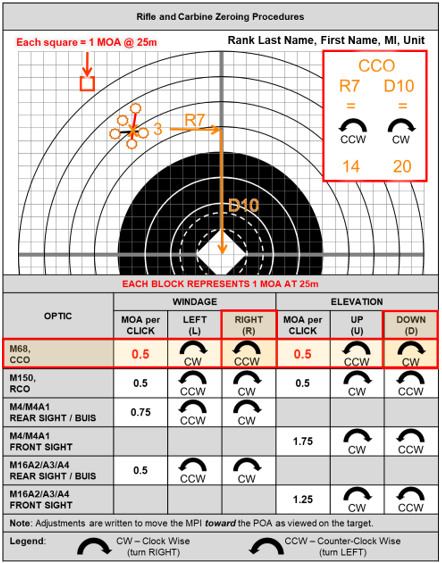 Rifle and Carbine Zeroing Procedures
Each square = 1 MOA @ 25m
Rank Last Name, First Name, MI, Unit
CCO
R7 D10
= =
CCW CW
14 20
3
R7
D10
EACH BLOCK REPRESENTS 1 MOA AT 25m
OPTIC WINDAGE ELEVATION
MOA per CLICK LEFT (L) RIGHT (R) MOA per CLICK UP (U) DOWN (D)
M68, CCO 0.5 CW CCW 0.5 CCW CW
M150, RCO 0.5 CCW CW 0.5 CW CCW
M4/M4A1 REAR SIGHT / BUIS 0.75 CCW CW
M4/M4A1 FRONT SIGHT 1.75 CW CCW
M16A2/A3/A4 REAR SIGHT / BUIS 0.5 CCW CW
M16A2/A3/A4 FRONT SIGHT 1.25 CW CCW
Note: Adjustments are written to move the MPI toward the POA as viewed on the target.
Legend: CW – Clock Wise (turn RIGHT) CCW – Counter-Clock Wise (turn LEFT)